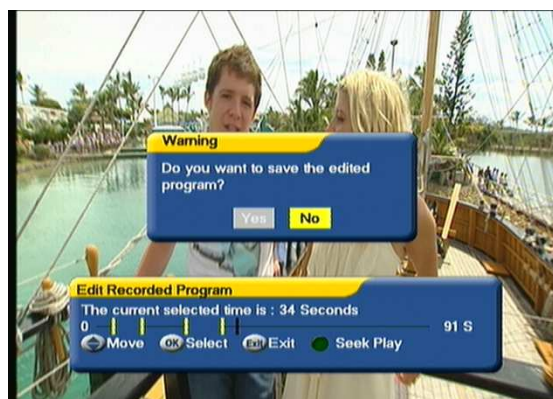 Warning
Do you want to save the edited
program?
Yes No
Edit Recorded Program
The current selected time is : 34 Seconds
0 91 S
Move OK Select Exit Exit Seek Play